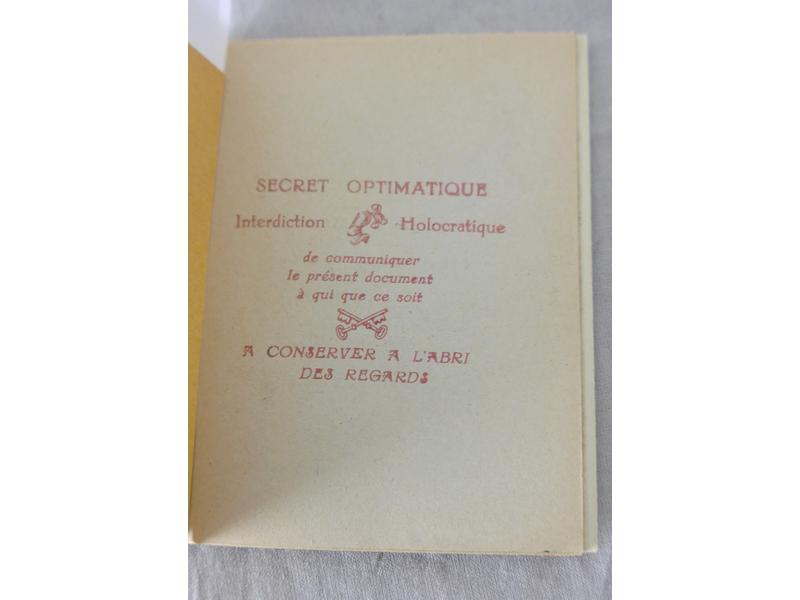 SECRET OPTIMATIQUE
Interdiction Holocratique
de communiquer
le présent document
à qui que ce soit
A CONSERVER A L'ABRI
DES REGARDS